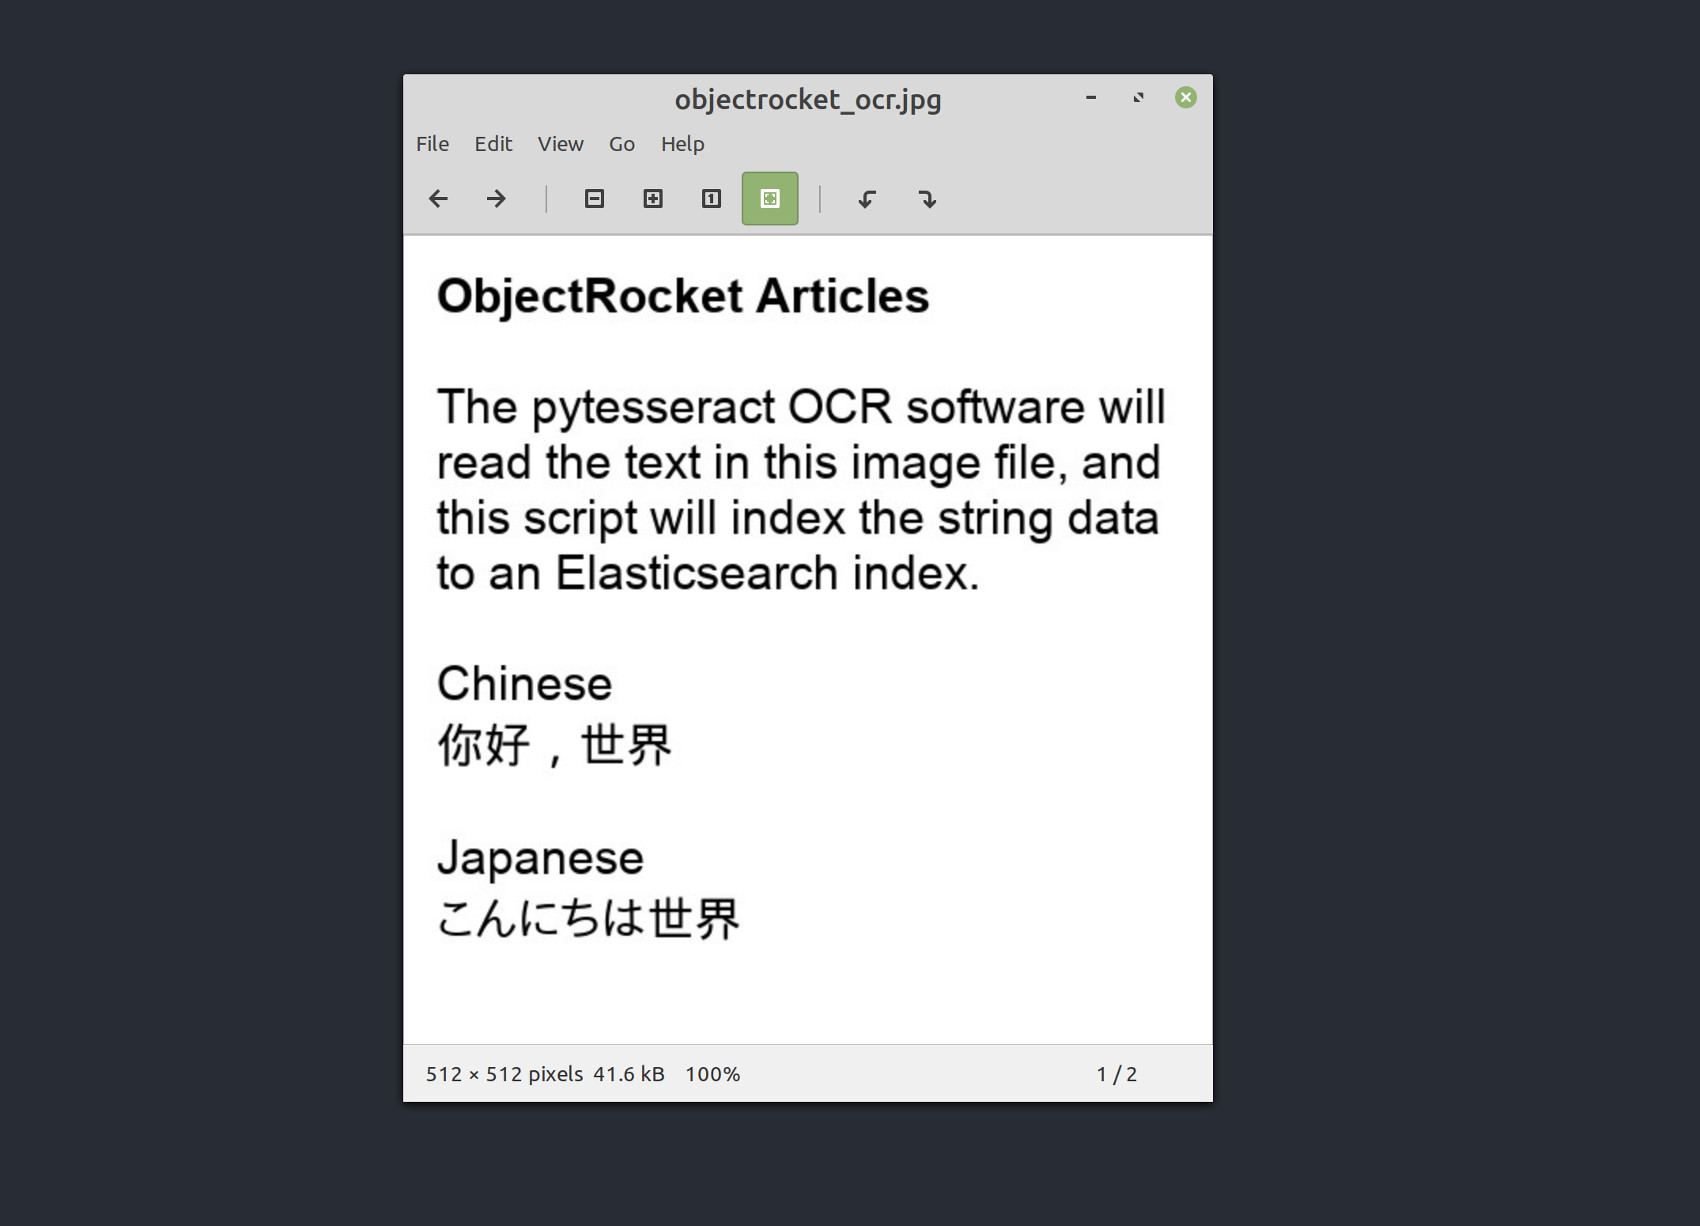 objectrocket_ocr.jpg
File Edit View Go Help
1
ObjectRocket Articles
The pytesseract OCR software will
read the text in this image file, and
this script will index the string data
to an Elasticsearch index.
Chinese
你好，世界
Japanese
こんにちは世界
512 × 512 pixels 41.6 kB 100% 1 / 2